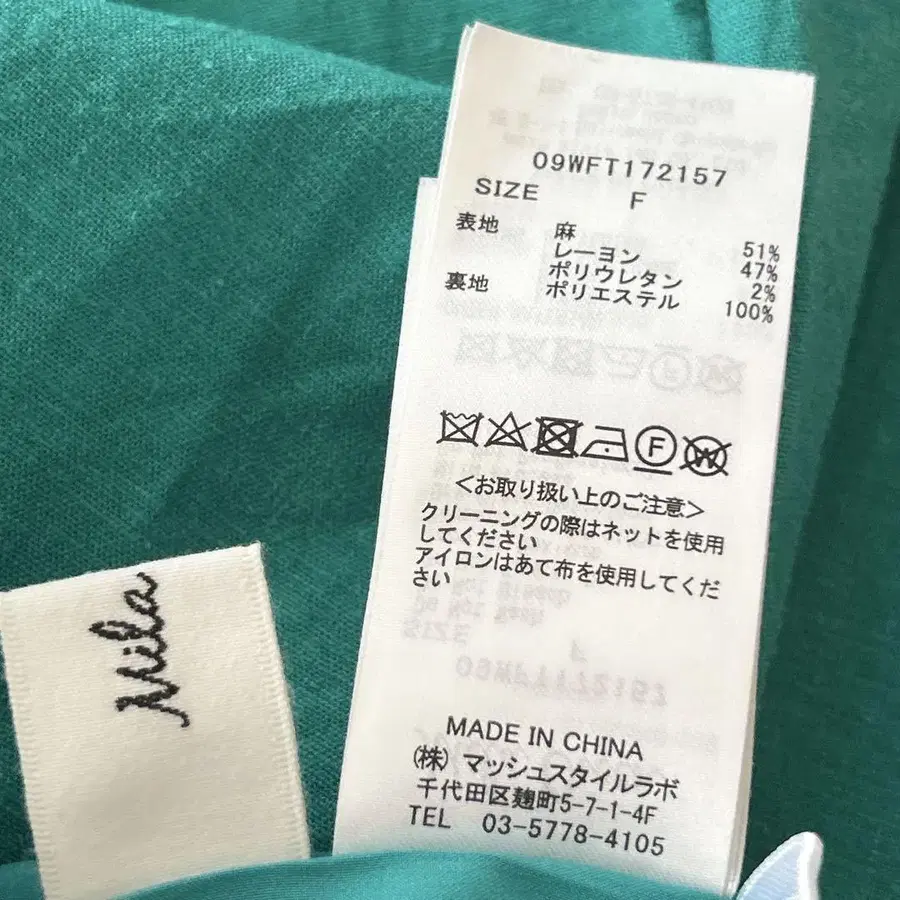 09WFT172157
SIZE F
表地 麻 51%
レーヨン 47%
ポリウレタン 2%
裏地 ポリエステル 100%
F
W
<お取り扱い上のご注意>
クリーニングの際はネットを使用
してください
アイロンはあて布を使用してくだ
さい
MADE IN CHINA
(株) マッシュスタイルラボ
千代田区麹町5-7-1-4F
TEL 03-5778-4105
Mila